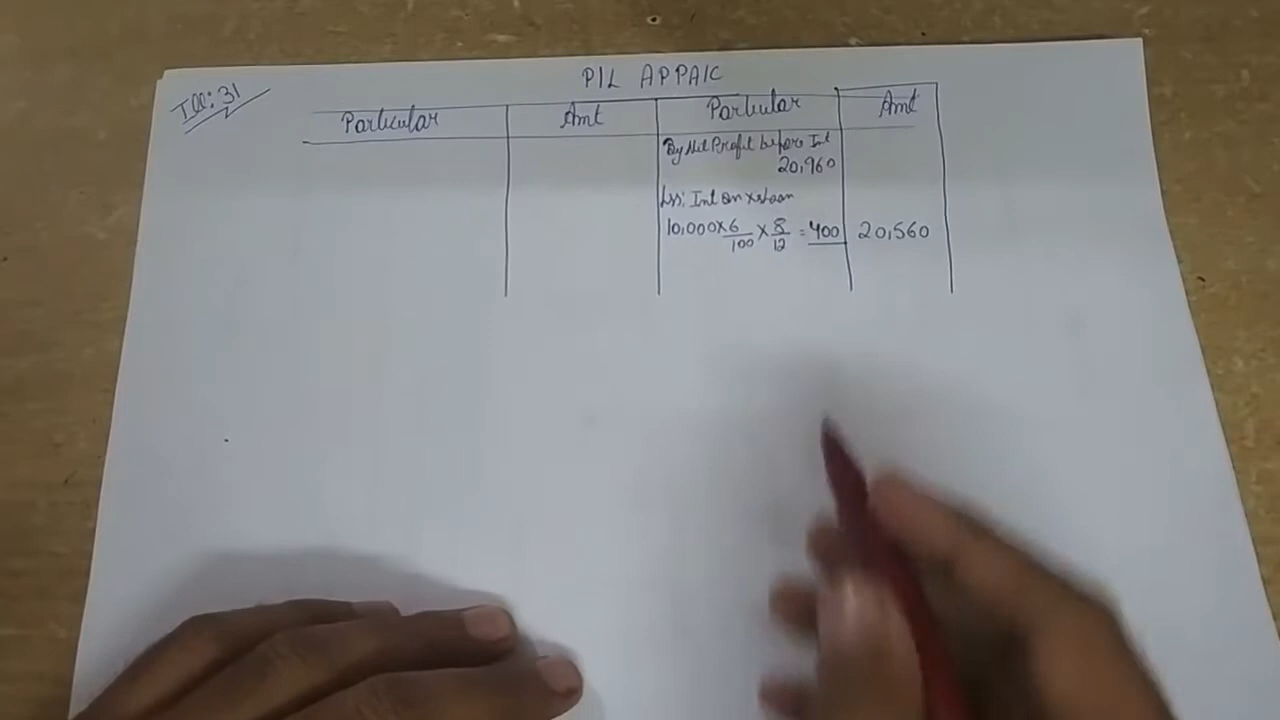 Ill: 31
P/L APPA/C
Particular Amt Particular Amt
By Net Profit before Int
20,960
Less: Int on x's loan
10,000 x 6/100 x 8/12 = 400 20,560